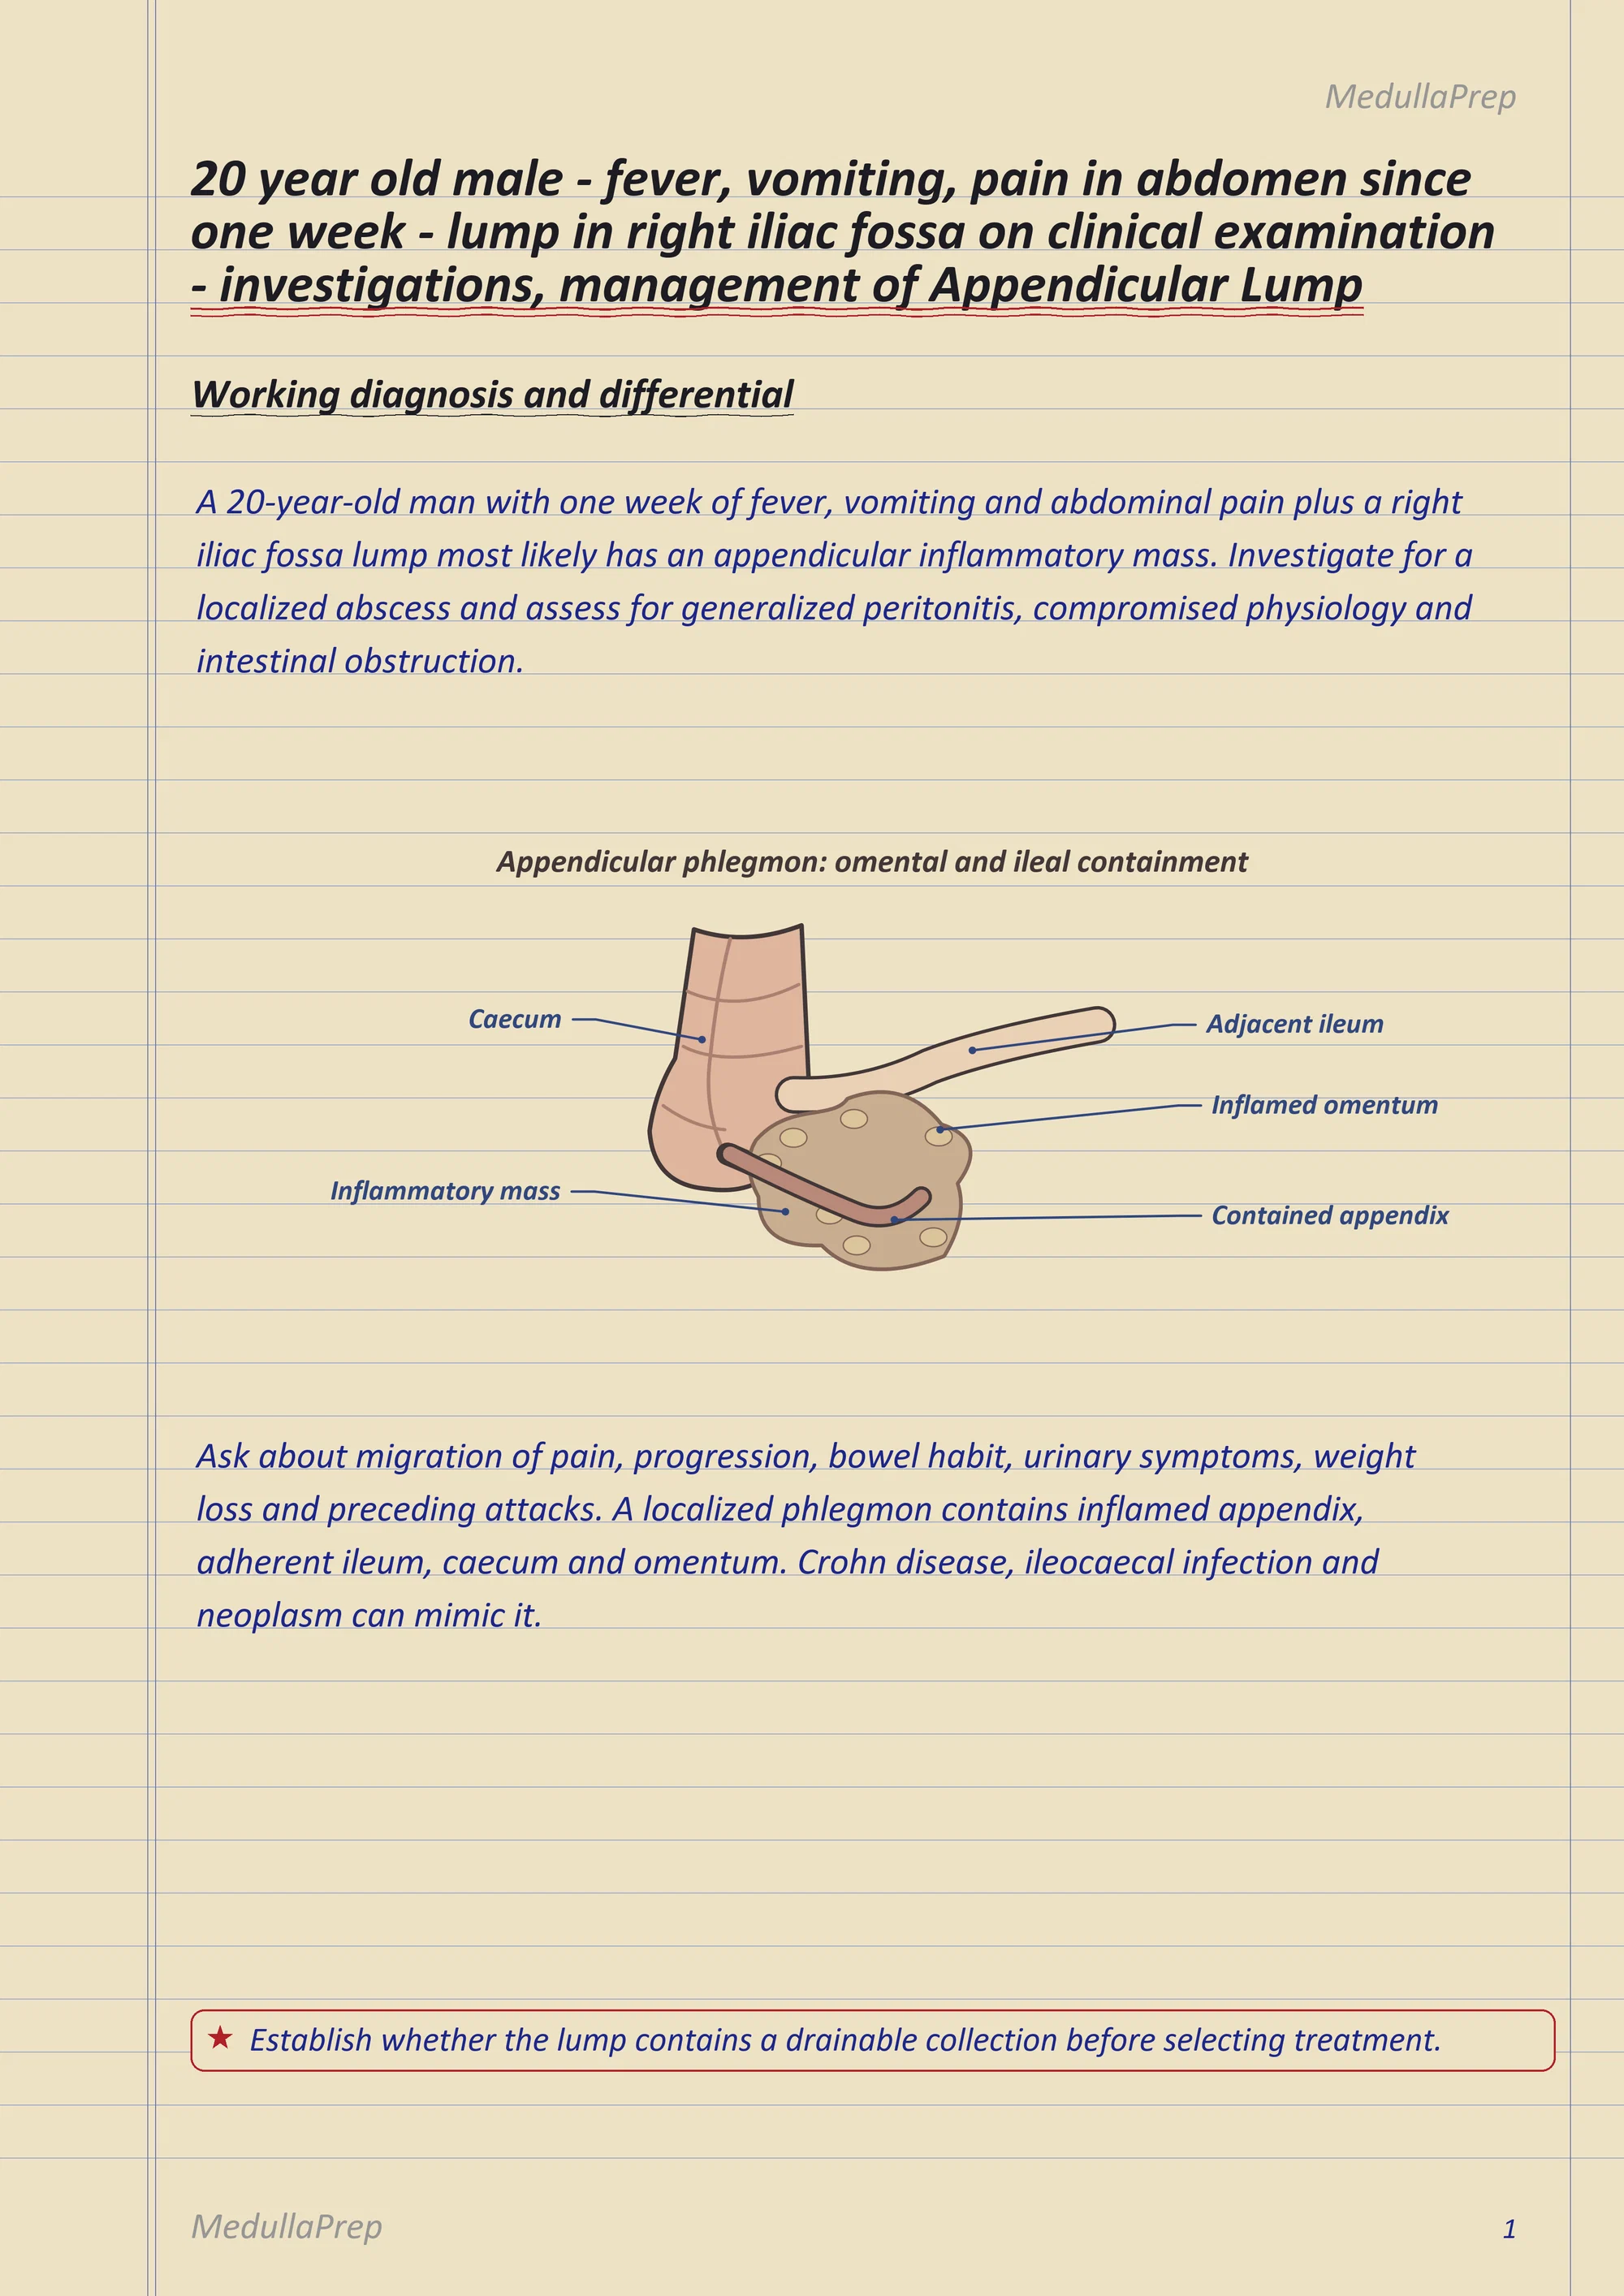 MedullaPrep
20 year old male - fever, vomiting, pain in abdomen since
one week - lump in right iliac fossa on clinical examination
- investigations, management of Appendicular Lump
Working diagnosis and differential
A 20-year-old man with one week of fever, vomiting and abdominal pain plus a right
iliac fossa lump most likely has an appendicular inflammatory mass. Investigate for a
localized abscess and assess for generalized peritonitis, compromised physiology and
intestinal obstruction.
Appendicular phlegmon: omental and ileal containment
Caecum
Adjacent ileum
Inflamed omentum
Inflammatory mass
Contained appendix
Ask about migration of pain, progression, bowel habit, urinary symptoms, weight
loss and preceding attacks. A localized phlegmon contains inflamed appendix,
adherent ileum, caecum and omentum. Crohn disease, ileocaecal infection and
neoplasm can mimic it.
★ Establish whether the lump contains a drainable collection before selecting treatment.
MedullaPrep
1